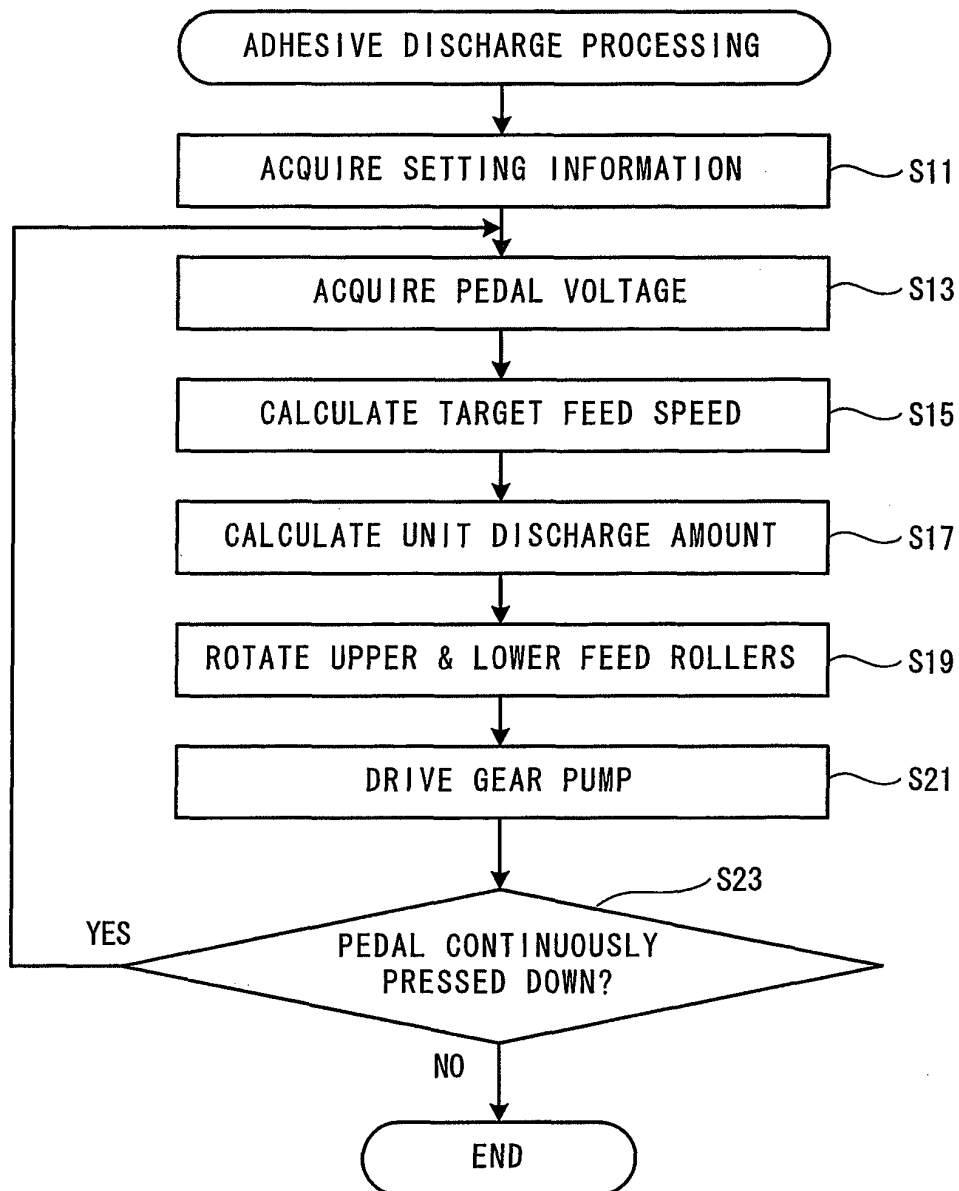 ADHESIVE DISCHARGE PROCESSING
ACQUIRE SETTING INFORMATION
S11
ACQUIRE PEDAL VOLTAGE
S13
CALCULATE TARGET FEED SPEED
S15
CALCULATE UNIT DISCHARGE AMOUNT
S17
ROTATE UPPER & LOWER FEED ROLLERS
S19
DRIVE GEAR PUMP
S21
S23
YES
PEDAL CONTINUOUSLY
PRESSED DOWN?
NO
END